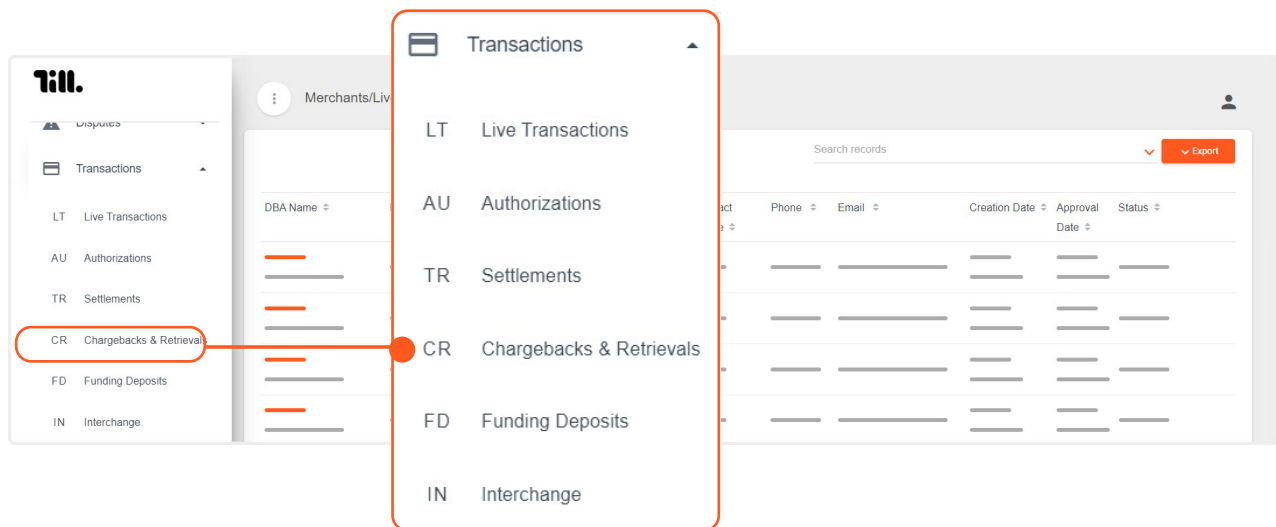 Till.
Disputes
Transactions
LT Live Transactions
AU Authorizations
TR Settlements
CR Chargebacks & Retrievals
FD Funding Deposits
IN Interchange
Merchants/Liv
Search records
Export
DBA Name
Phone
Email
Creation Date
Approval
Date
Status
Transactions
LT Live Transactions
AU Authorizations
TR Settlements
CR Chargebacks & Retrievals
FD Funding Deposits
IN Interchange